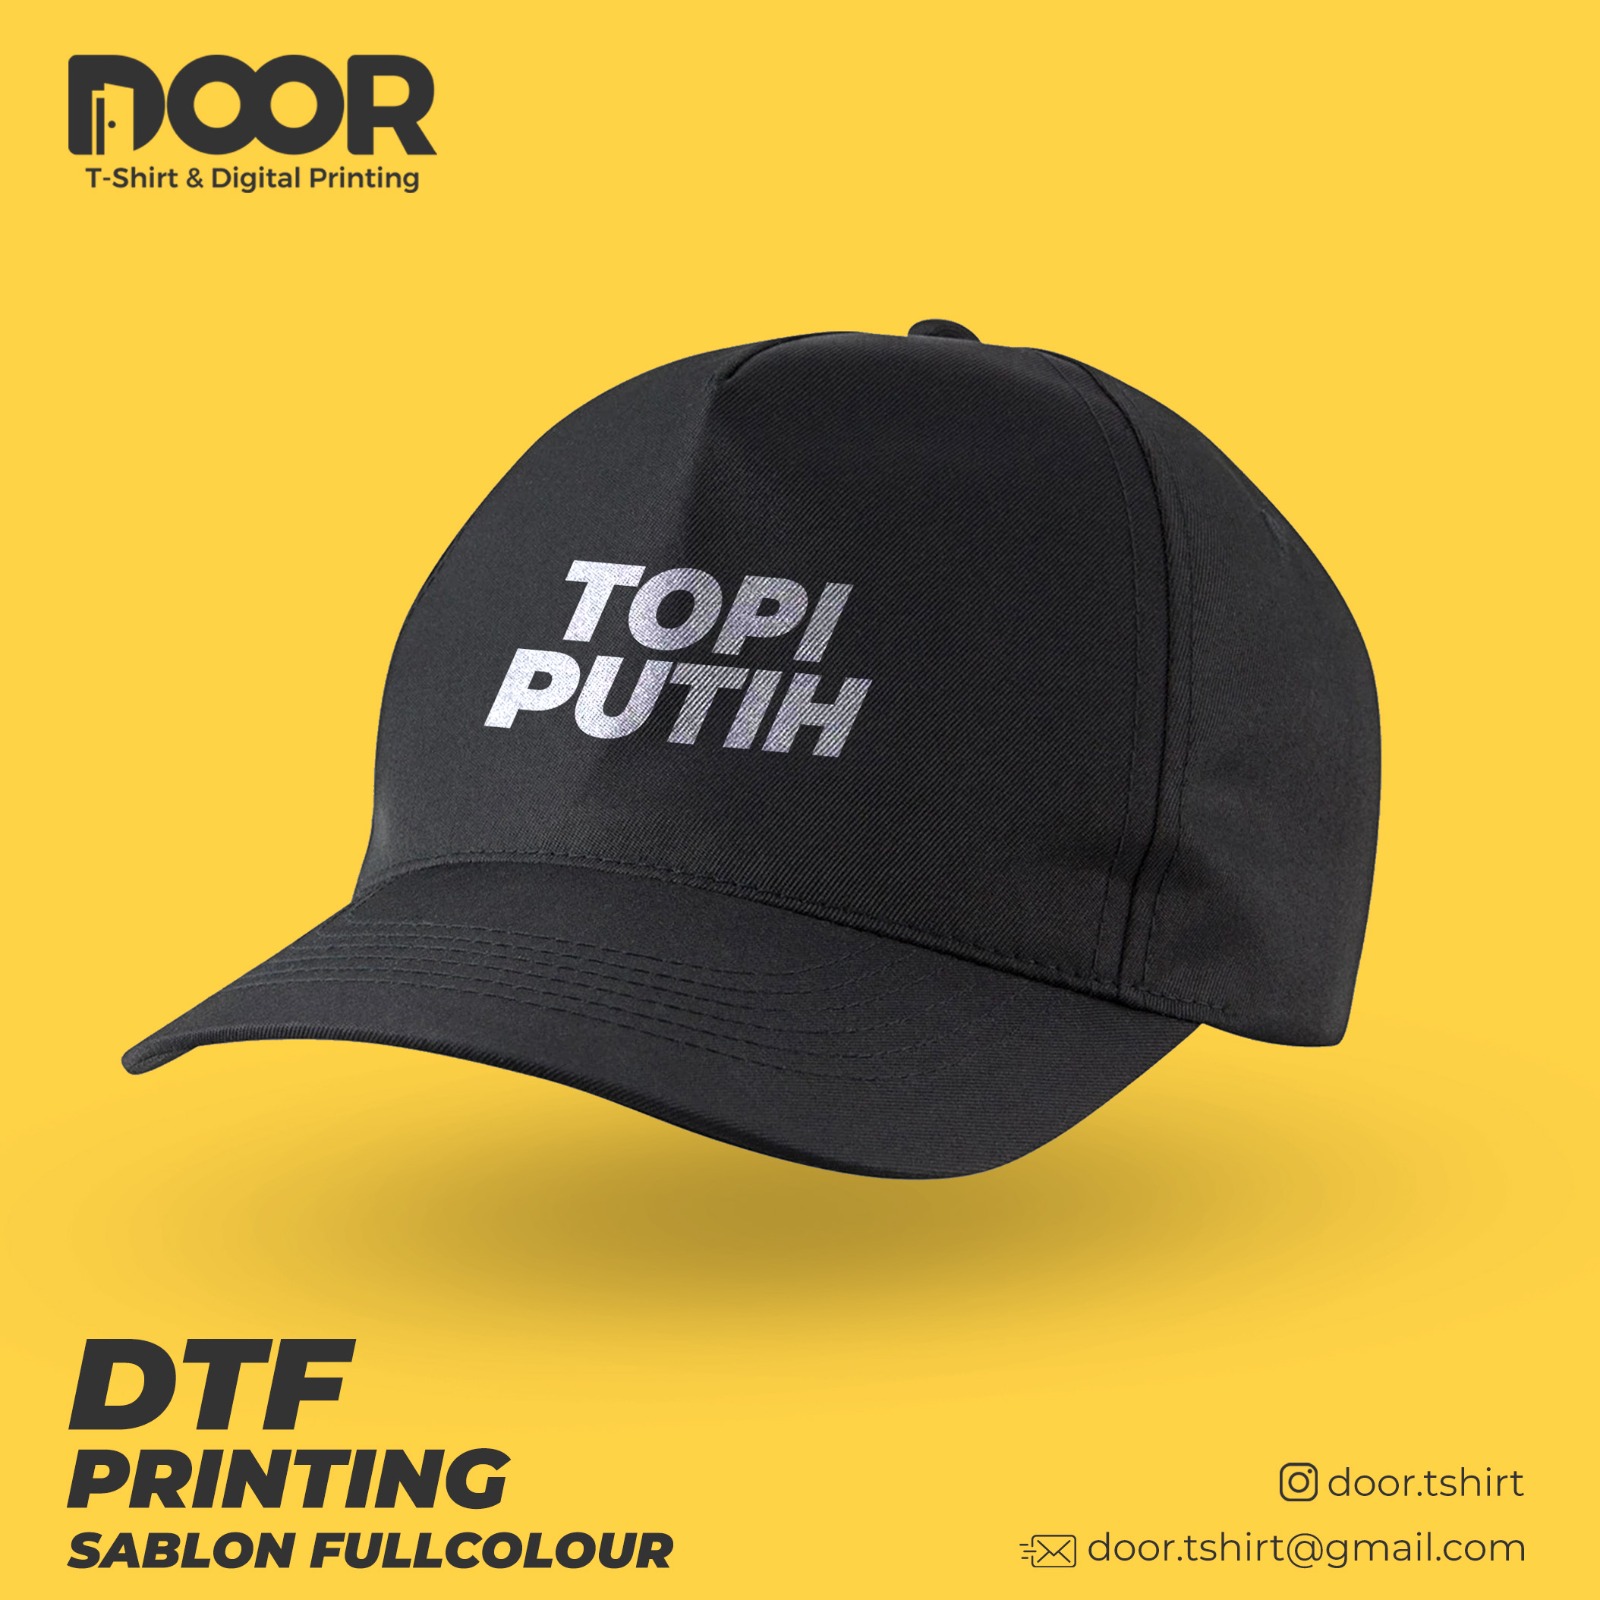 DOOR
T-Shirt & Digital Printing
TOPI
PUTIH
DTF
PRINTING
SABLON FULLCOLOUR
door.tshirt
door.tshirt@gmail.com